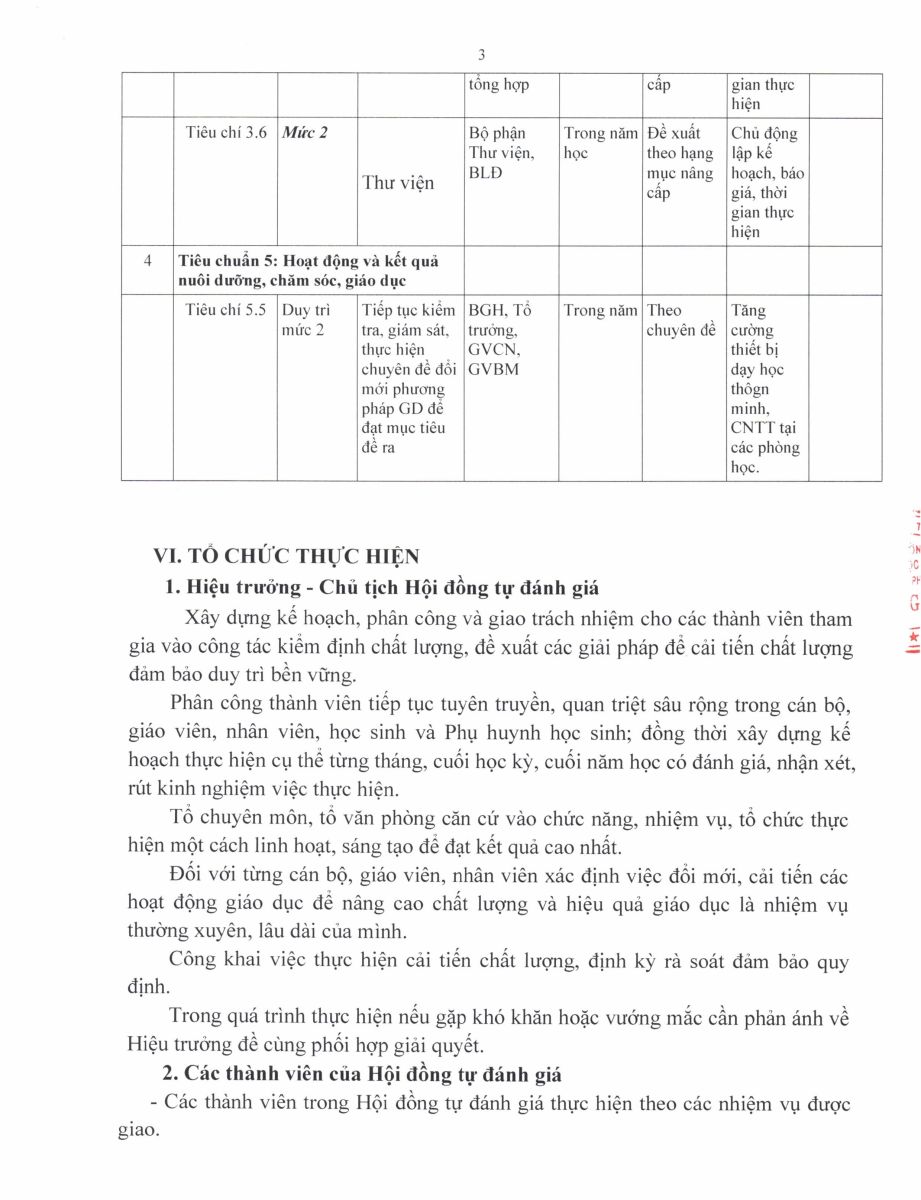 3
tổng hợp
cấp
gian thực
hiện
Tiêu chí 3.6
Mức 2
Thư viện
Bộ phận
Thư viện,
BLĐ
Trong năm
học
Đề xuất
theo hạng
mục nâng
cấp
Chủ động
lập kế
hoạch, báo
giá, thời
gian thực
hiện
4
Tiêu chuẩn 5: Hoạt động và kết quả
nuôi dưỡng, chăm sóc, giáo dục
Tiêu chí 5.5
Duy trì
mức 2
Tiếp tục kiểm
tra, giám sát,
thực hiện
chuyên đề đổi
mới phương
pháp GD để
đạt mục tiêu
đề ra
BGH, Tổ
trưởng,
GVCN,
GVBM
Trong năm
Theo
chuyên đề
Tăng
cường
thiết bị
dạy học
thôgn
minh,
CNTT tại
các phòng
học.
VI. TỔ CHỨC THỰC HIỆN
1. Hiệu trưởng - Chủ tịch Hội đồng tự đánh giá
Xây dựng kế hoạch, phân công và giao trách nhiệm cho các thành viên tham
gia vào công tác kiểm định chất lượng, đề xuất các giải pháp để cải tiến chất lượng
đảm bảo duy trì bền vững.
Phân công thành viên tiếp tục tuyên truyền, quan triệt sâu rộng trong cán bộ,
giáo viên, nhân viên, học sinh và Phụ huynh học sinh; đồng thời xây dựng kế
hoạch thực hiện cụ thể từng tháng, cuối học kỳ, cuối năm học có đánh giá, nhận xét,
rút kinh nghiệm việc thực hiện.
Tổ chuyên môn, tổ văn phòng căn cứ vào chức năng, nhiệm vụ, tổ chức thực
hiện một cách linh hoạt, sáng tạo để đạt kết quả cao nhất.
Đối với từng cán bộ, giáo viên, nhân viên xác định việc đổi mới, cải tiến các
hoạt động giáo dục để nâng cao chất lượng và hiệu quả giáo dục là nhiệm vụ
thường xuyên, lâu dài của mình.
Công khai việc thực hiện cải tiến chất lượng, định kỳ rà soát đảm bảo quy
định.
Trong quá trình thực hiện nếu gặp khó khăn hoặc vướng mắc cần phản ánh về
Hiệu trưởng đề cùng phối hợp giải quyết.
2. Các thành viên của Hội đồng tự đánh giá
- Các thành viên trong Hội đồng tự đánh giá thực hiện theo các nhiệm vụ được
giao.